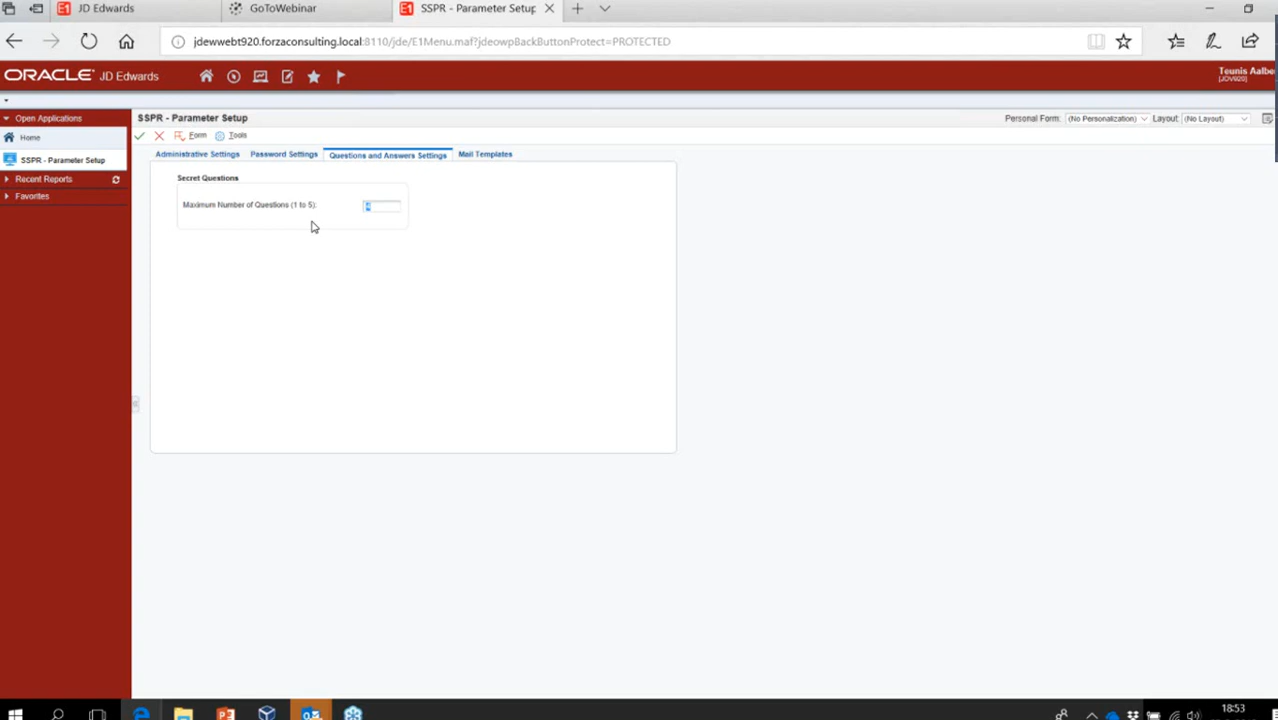 JD Edwards
GoToWebinar
SSPR - Parameter Setup
jdewwebt920.forzaconsulting.local:8110/jde/E1Menu.maf?jdeowpBackButtonProtect=PROTECTED
ORACLE JD Edwards
Teunis Aalbe
[JDV920]
Open Applications
Home
SSPR - Parameter Setup
Recent Reports
Favorites
SSPR - Parameter Setup
Personal Form: (No Personalization) Layout: (No Layout)
Form Tools
Administrative Settings Password Settings Questions and Answers Settings Mail Templates
Secret Questions
Maximum Number of Questions (1 to 5):
18:53